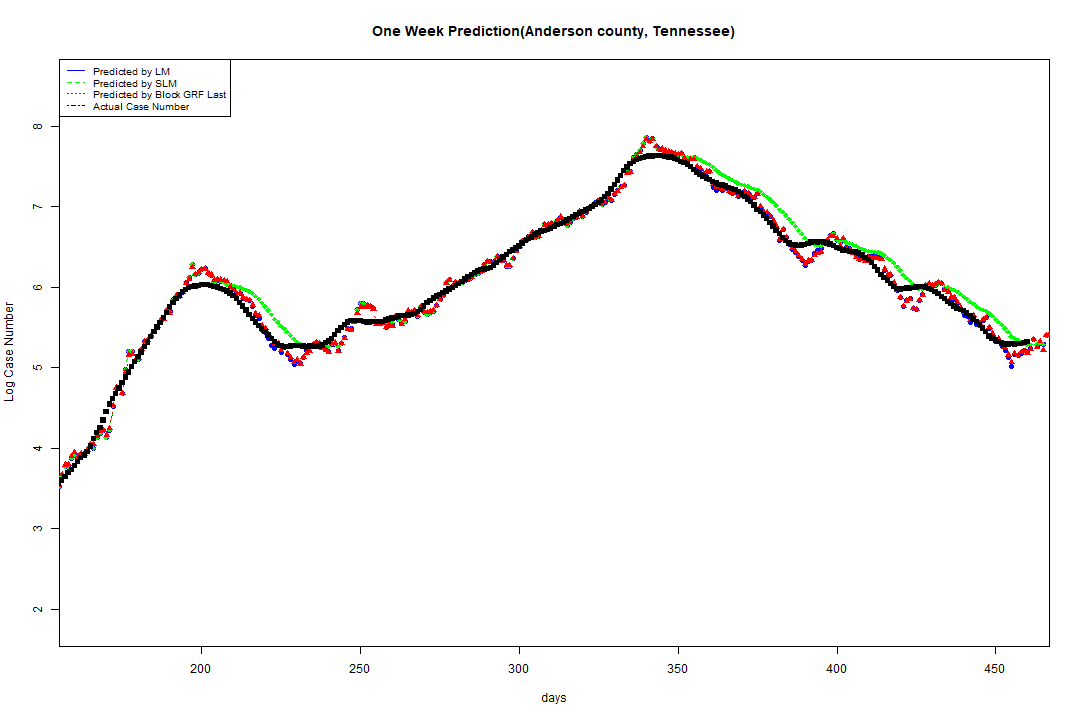 One Week Prediction(Anderson county, Tennessee)
Predicted by LM
Predicted by SLM
Predicted by Block GRF Last
Actual Case Number
8
7
6
5
4
3
2
Log Case Number
200 250 300 350 400 450
days